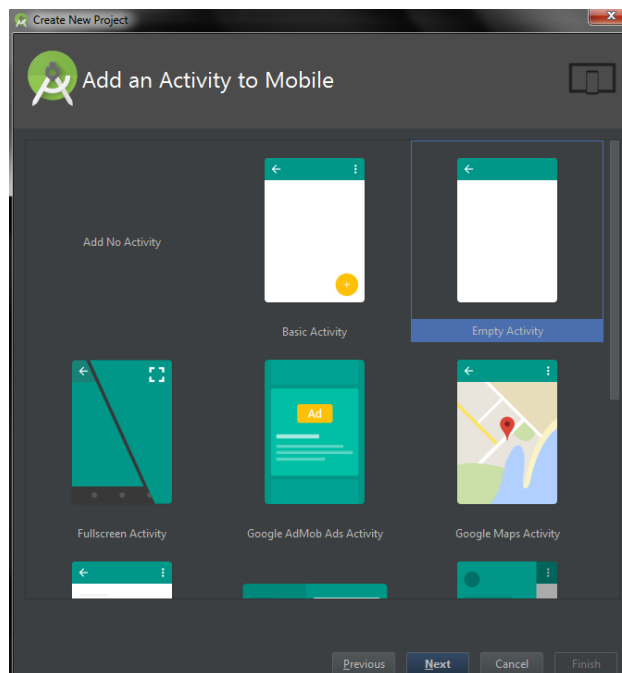 Create New Project
Add an Activity to Mobile
Add No Activity
Basic Activity
Empty Activity
Ad
Fullscreen Activity
Google AdMob Ads Activity
Google Maps Activity
Previous
Next
Cancel
Finish